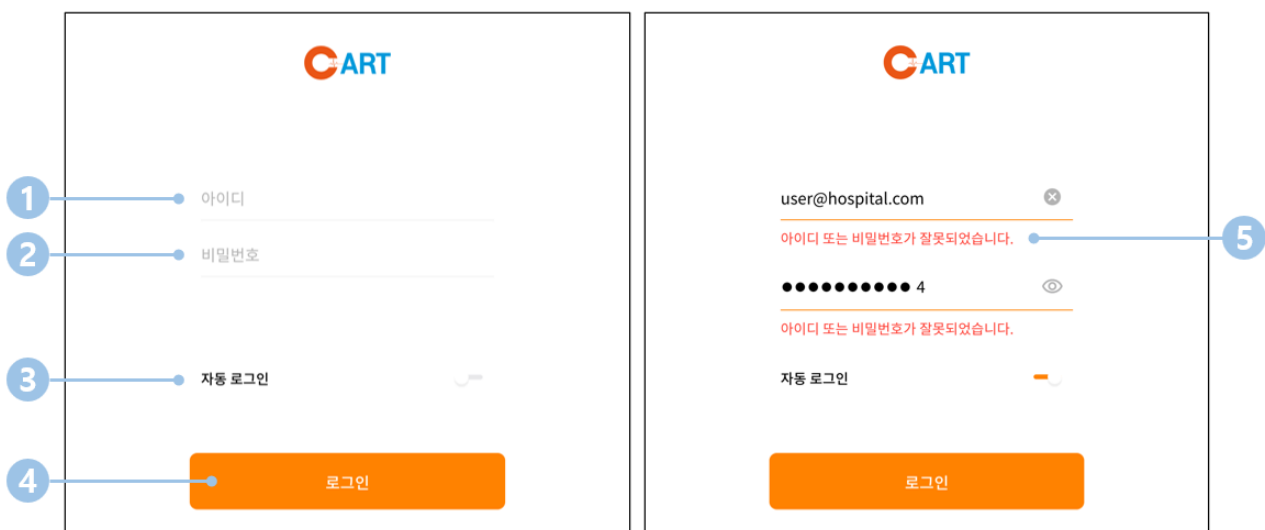 CART
1 아이디
2 비밀번호
3 자동 로그인
4 로그인
CART
user@hospital.com
아이디 또는 비밀번호가 잘못되었습니다. 5
●●●●●●●●●● 4
아이디 또는 비밀번호가 잘못되었습니다.
자동 로그인
로그인